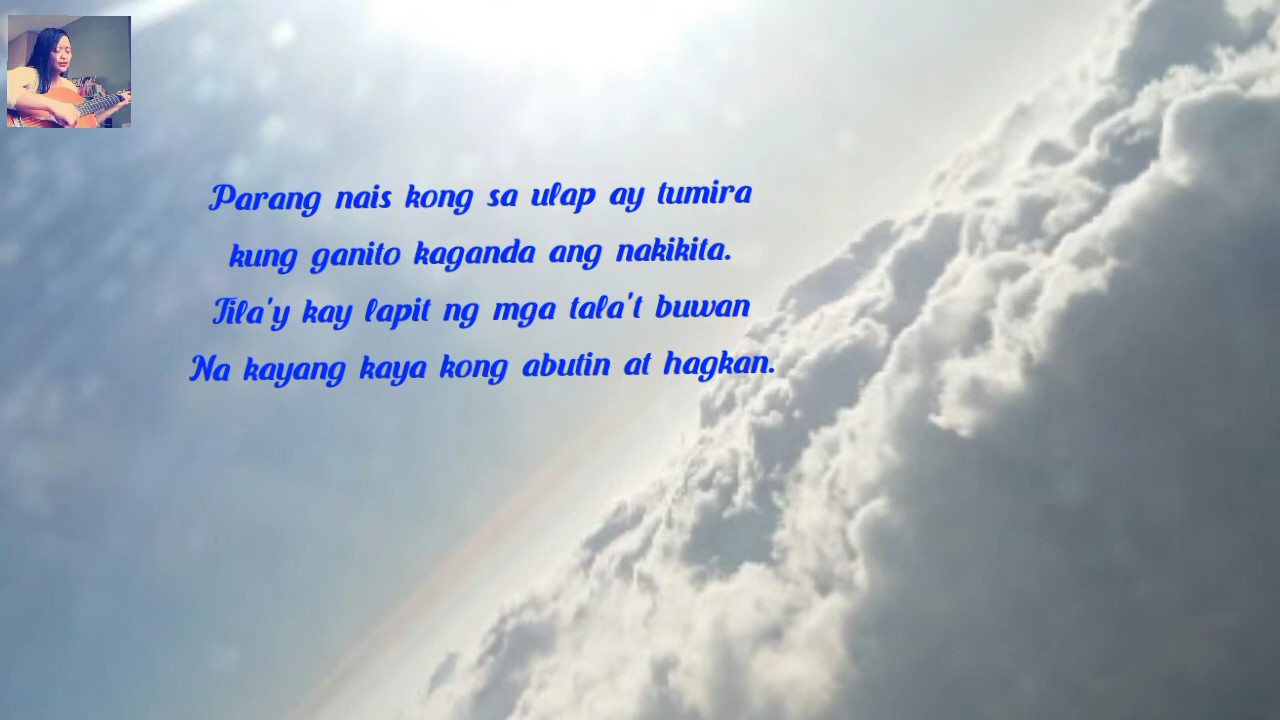 Parang nais kong sa ulap ay tumira
kung ganito kaganda ang nakikita.
Tila'y kay lapit ng mga tala't buwan
Na kayang kaya kong abutin at hagkan.